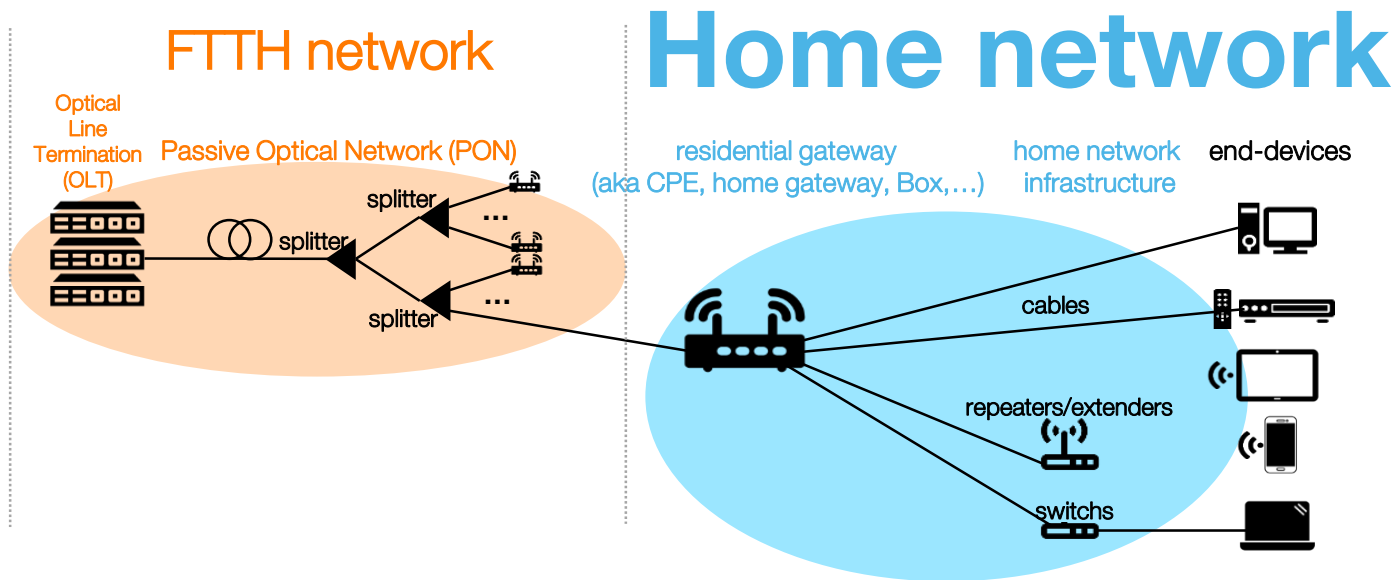 FTTH network
Home network
Optical
Line
Termination
(OLT)
Passive Optical Network (PON)
residential gateway
(aka CPE, home gateway, Box,...)
home network
infrastructure
end-devices
splitter
...
splitter
splitter
...
cables
repeaters/extenders
switchs